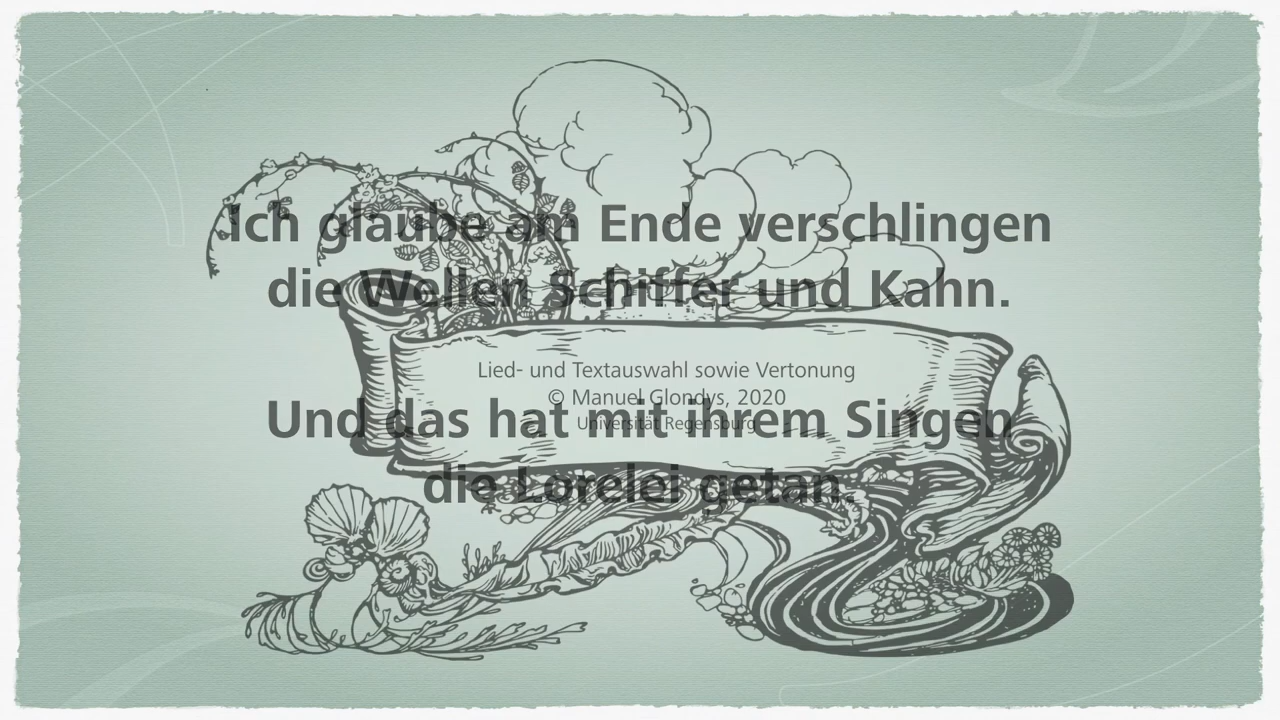 Ich glaube am Ende verschlingen
die Wellen Schiffer und Kahn.
Lied- und Textauswahl sowie Vertonung
© Manuel Glondys, 2020
Universität Regensburg
Und das hat mit ihrem Singen
die Lorelei getan.